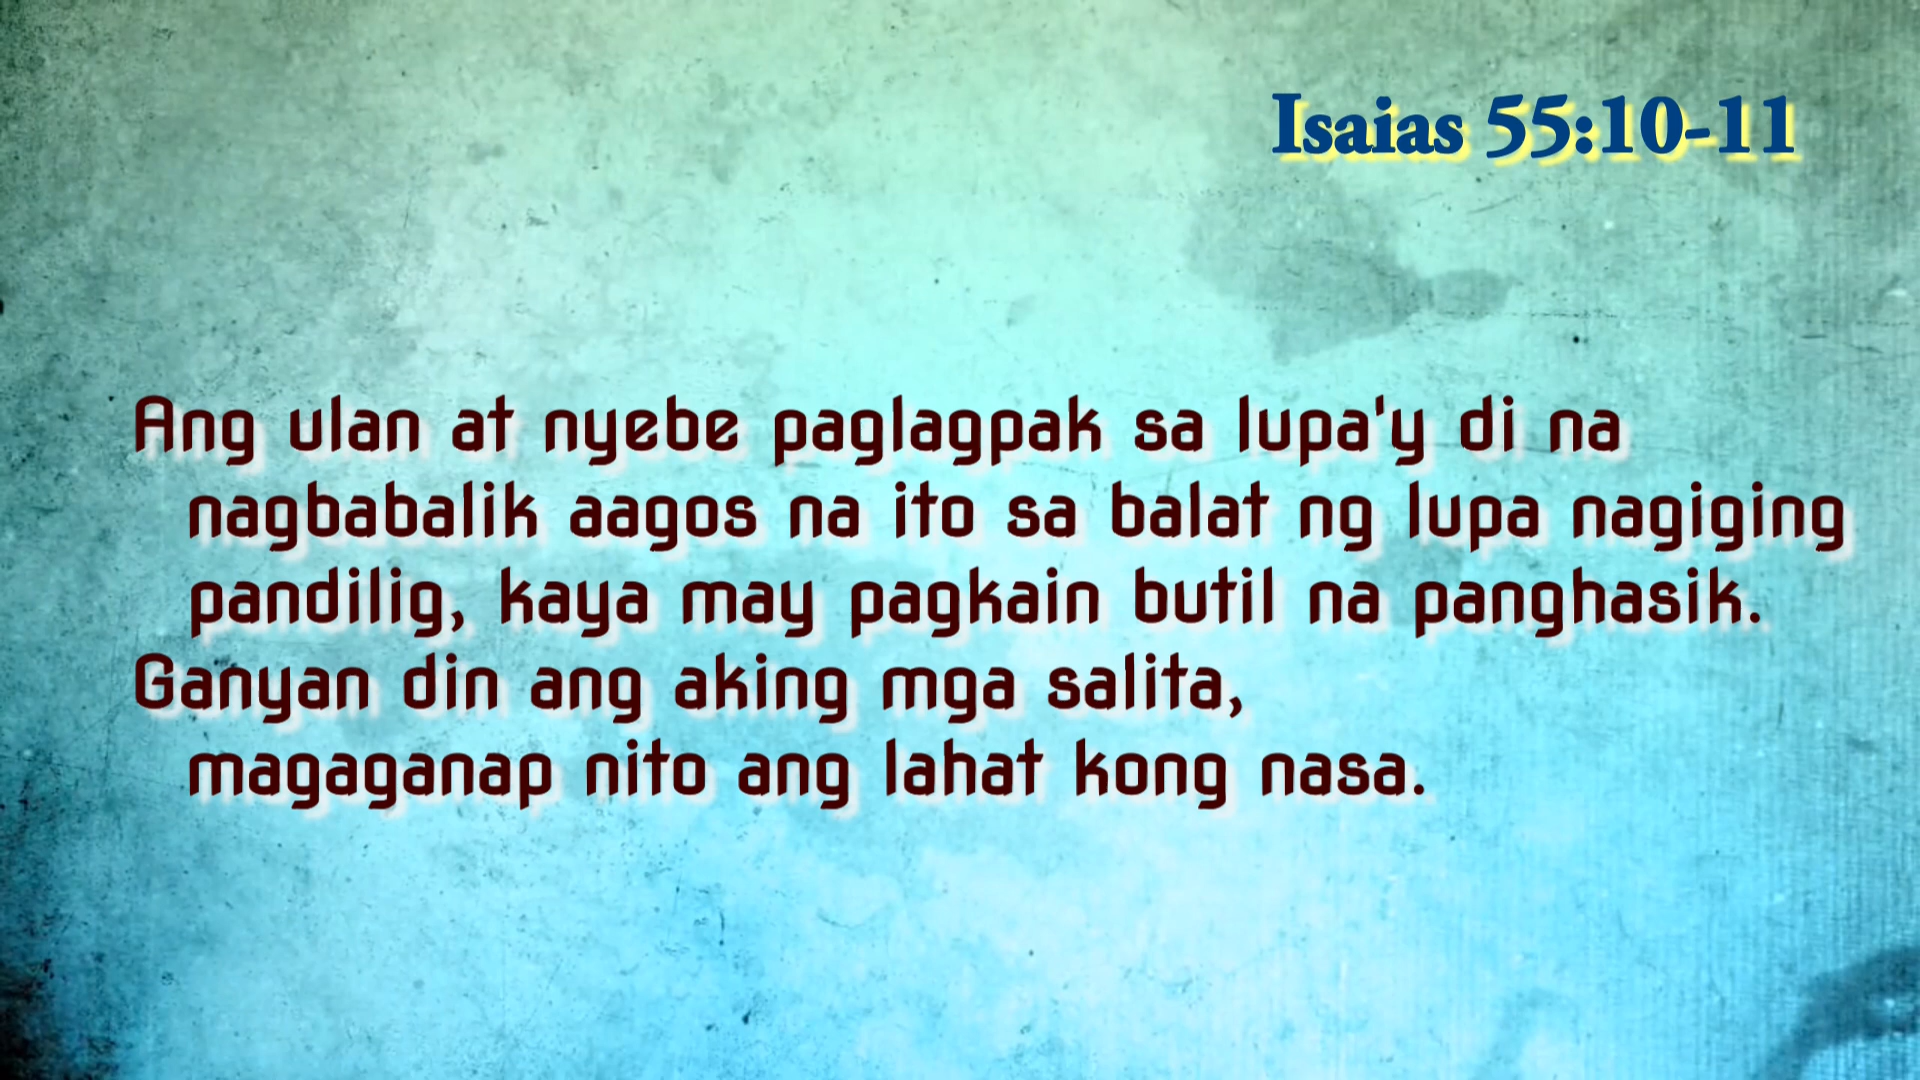 Isaias 55:10-11
Ang ulan at nyebe paglagpak sa lupa'y di na
nagbabalik aagos na ito sa balat ng lupa nagiging
pandilig, kaya may pagkain butil na panghasik.
Ganyan din ang aking mga salita,
magaganap nito ang lahat kong nasa.